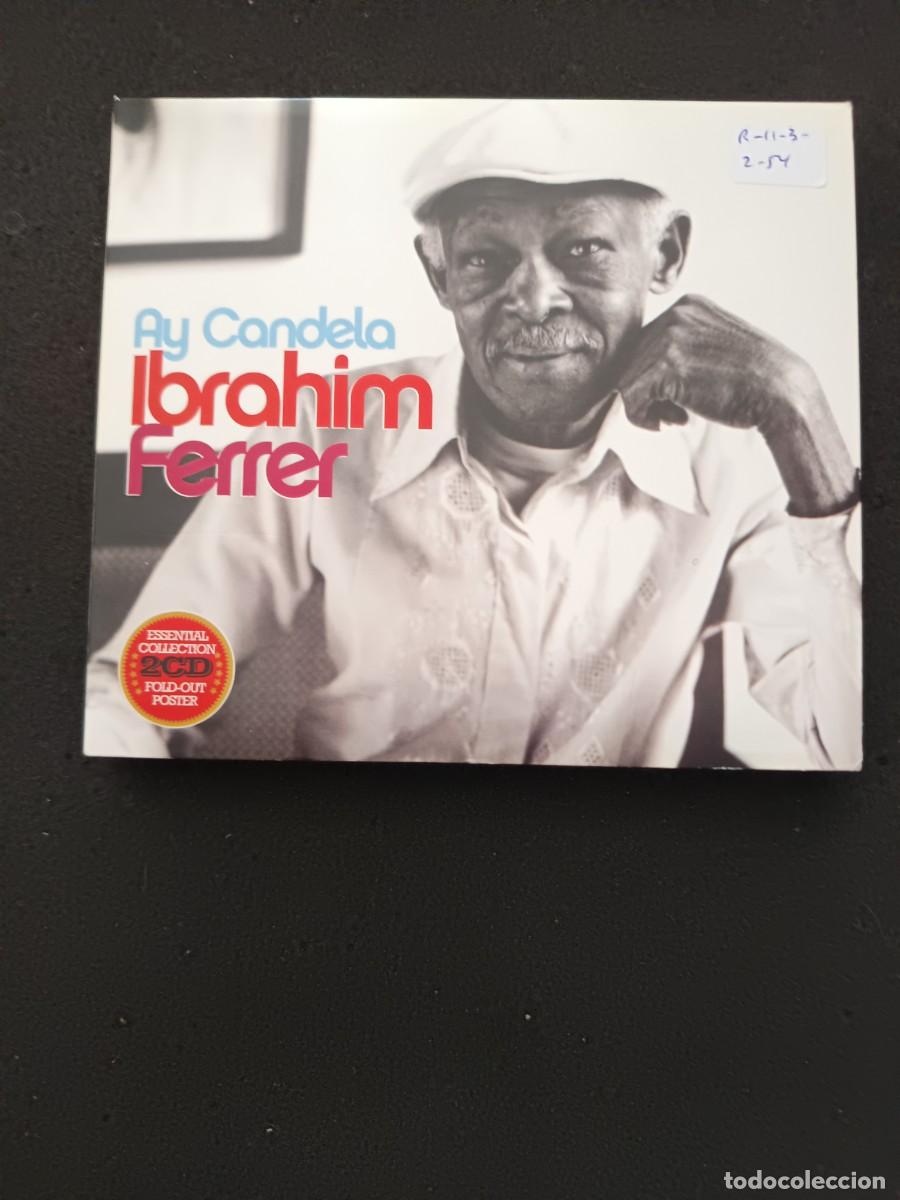 R-11-3-
2-54
Ay Candela
Ibrahim
Ferrer
ESSENTIAL
COLLECTION
2CD
FOLD-OUT
POSTER
todocoleccion